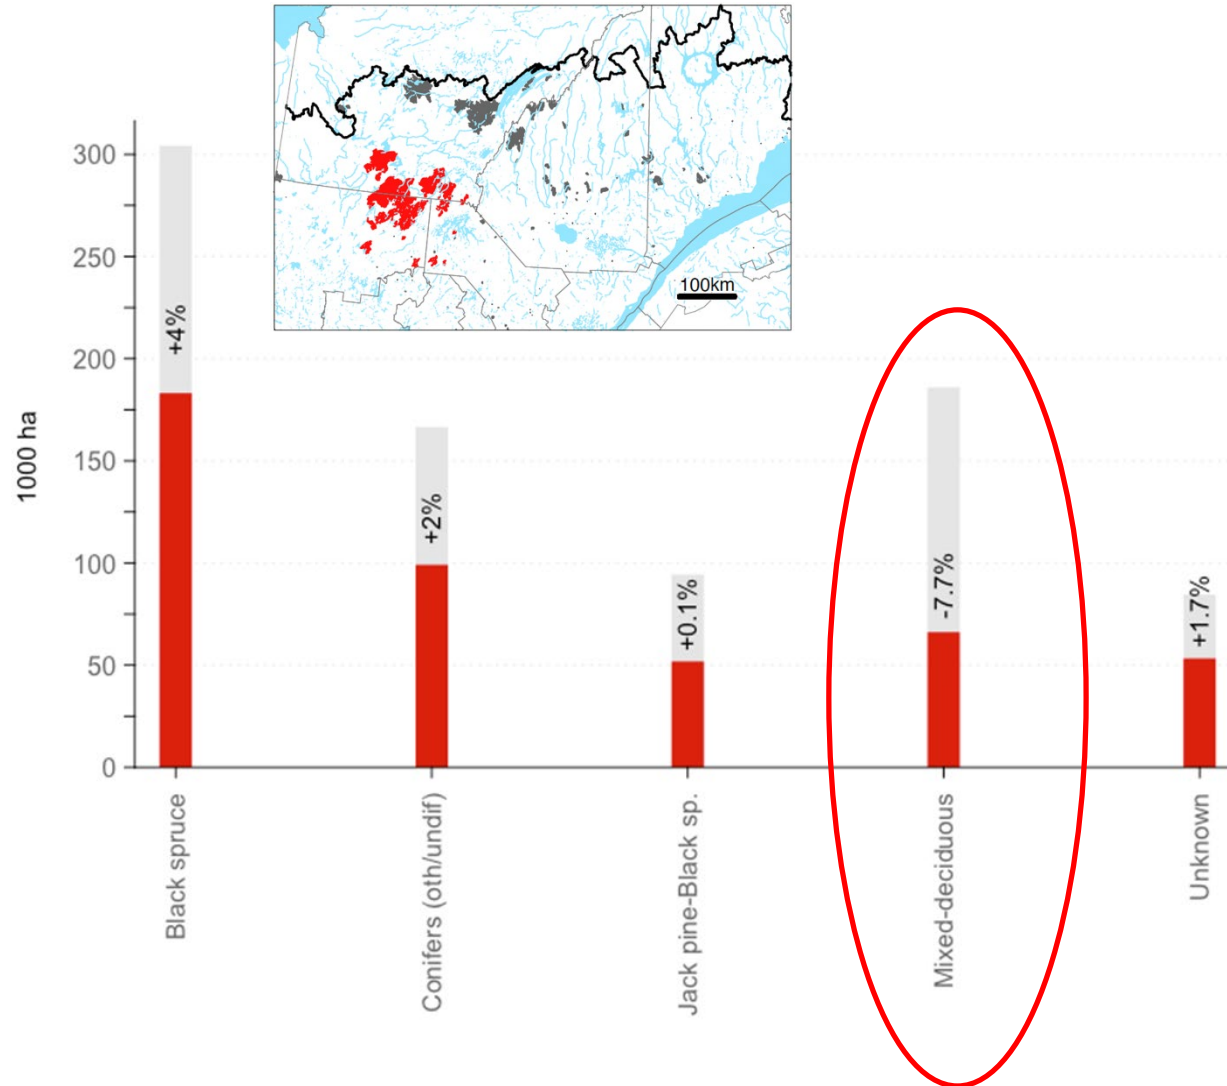 100km
1000 ha
300
250
200
150
100
50
0
+4%
+2%
+0.1%
-7.7%
+1.7%
Black spruce
Conifers (oth/undif)
Jack pine-Black sp.
Mixed-deciduous
Unknown